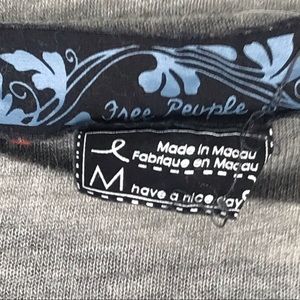 Free People
Made in Macau
Fabrique en Macau
M
have a nice day